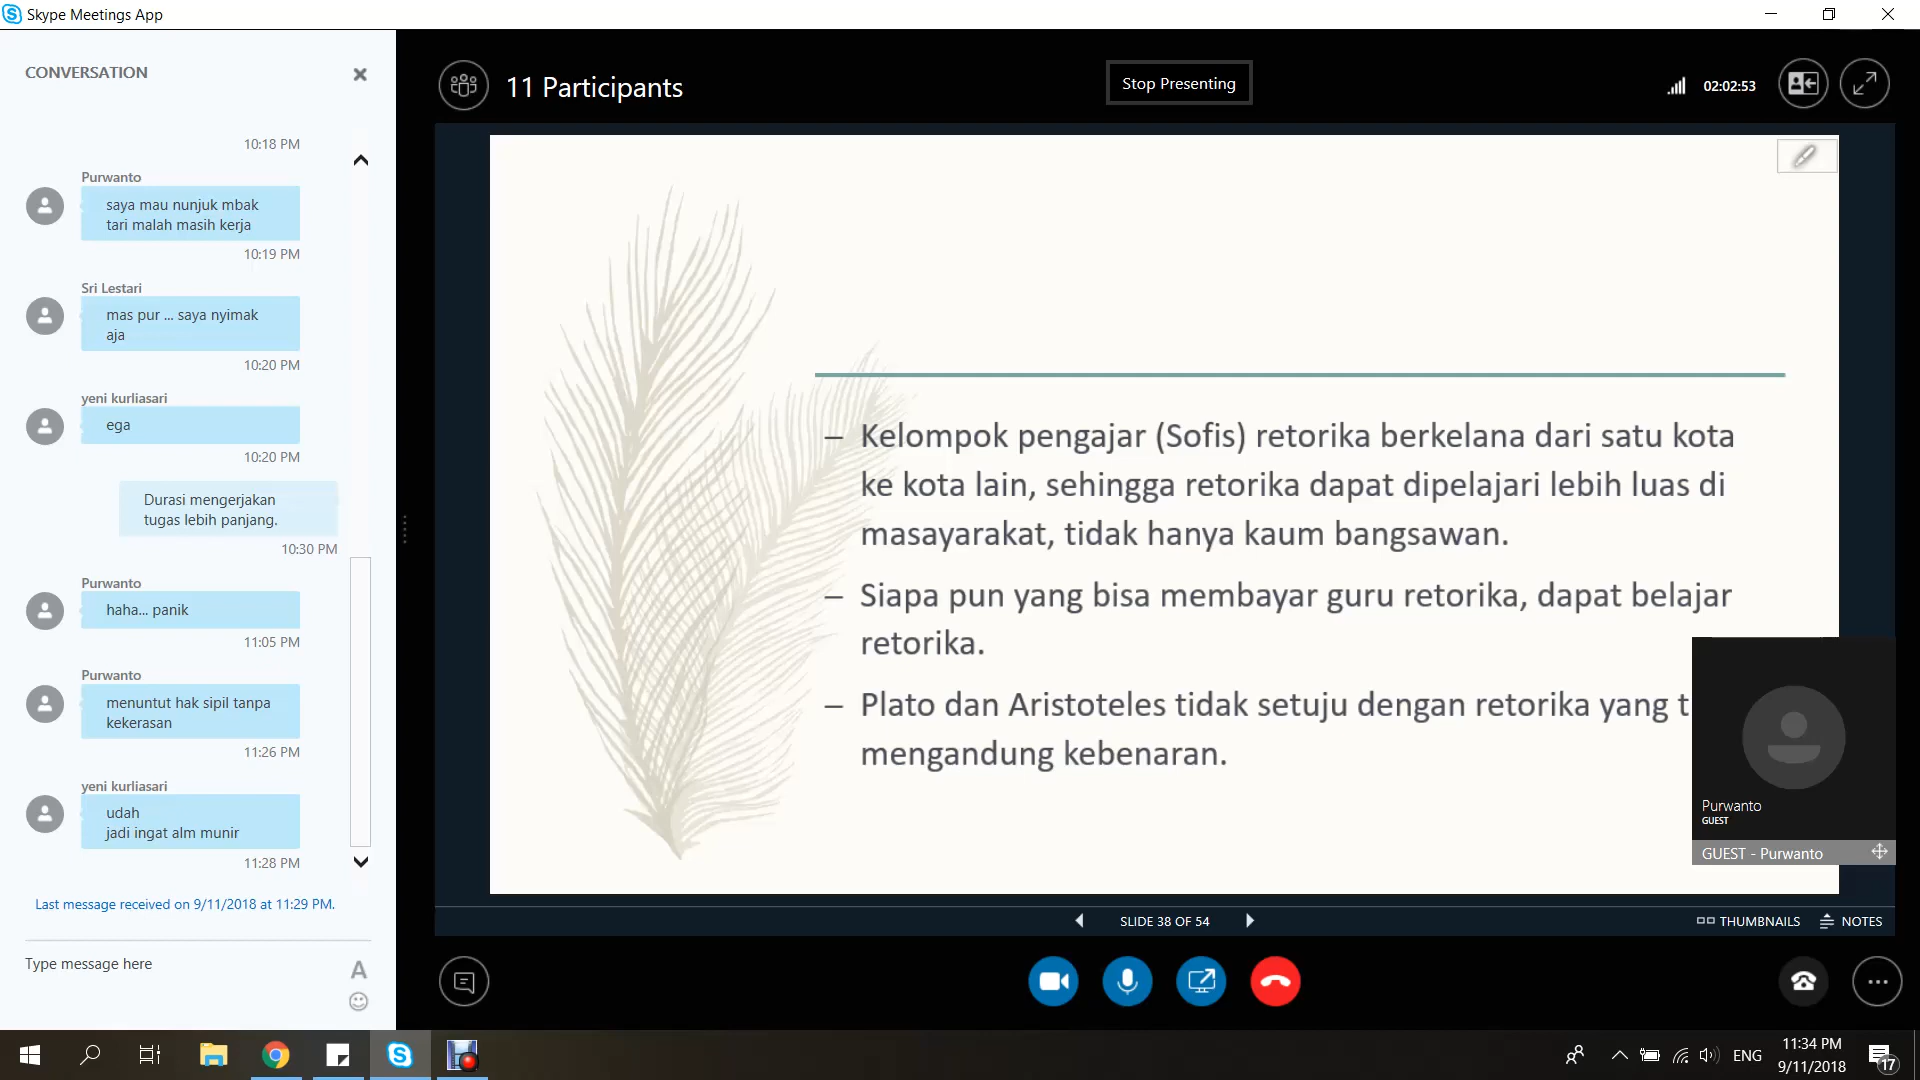 Skype Meetings App
CONVERSATION
10:18 PM
Purwanto
saya mau nunjuk mbak
tari malah masih kerja
10:19 PM
Sri Lestari
mas pur ... saya nyimak
aja
10:20 PM
yeni kurliasari
ega
10:20 PM
Durasi mengerjakan
tugas lebih panjang.
10:30 PM
Purwanto
haha... panik
11:05 PM
Purwanto
menuntut hak sipil tanpa
kekerasan
11:26 PM
yeni kurliasari
udah
jadi ingat alm munir
11:28 PM
Last message received on 9/11/2018 at 11:29 PM.
Type message here
A
11 Participants
Stop Presenting
02:02:53
– Kelompok pengajar (Sofis) retorika berkelana dari satu kota
ke kota lain, sehingga retorika dapat dipelajari lebih luas di
masayarakat, tidak hanya kaum bangsawan.
– Siapa pun yang bisa membayar guru retorika, dapat belajar
retorika.
– Plato dan Aristoteles tidak setuju dengan retorika yang t
mengandung kebenaran.
Purwanto
GUEST
GUEST - Purwanto
SLIDE 38 OF 54
THUMBNAILS
NOTES
ENG
11:34 PM
9/11/2018
17